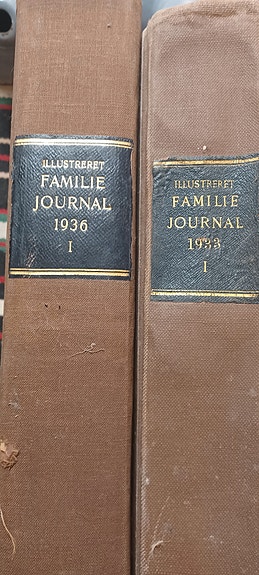 ILLUSTRERET
FAMILIE
JOURNAL
1936
I
ILLUSTRERET
FAMILIE
JOURNAL
1933
I